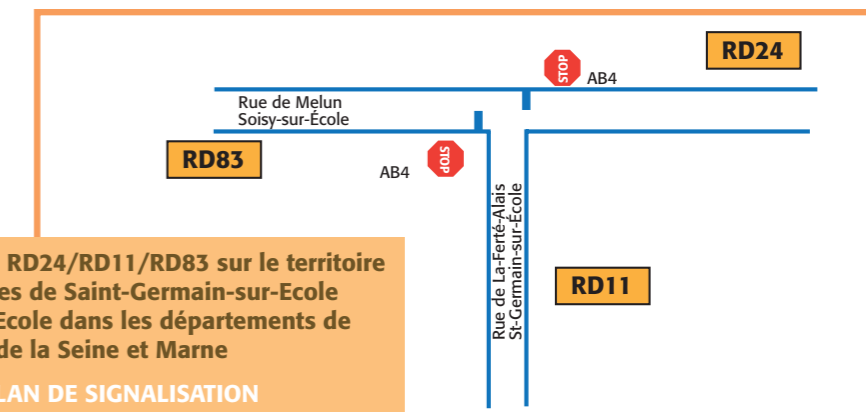 RD24
STOP
AB4
Rue de Melun
Soisy-sur-École
RD83
AB4
STOP
Rue de La-Ferté-Alais
St-Germain-sur-École
RD11
RD24/RD11/RD83 sur le territoire
de Saint-Germain-sur-Ecole
Ecole dans les départements de
de la Seine et Marne
DE SIGNALISATION